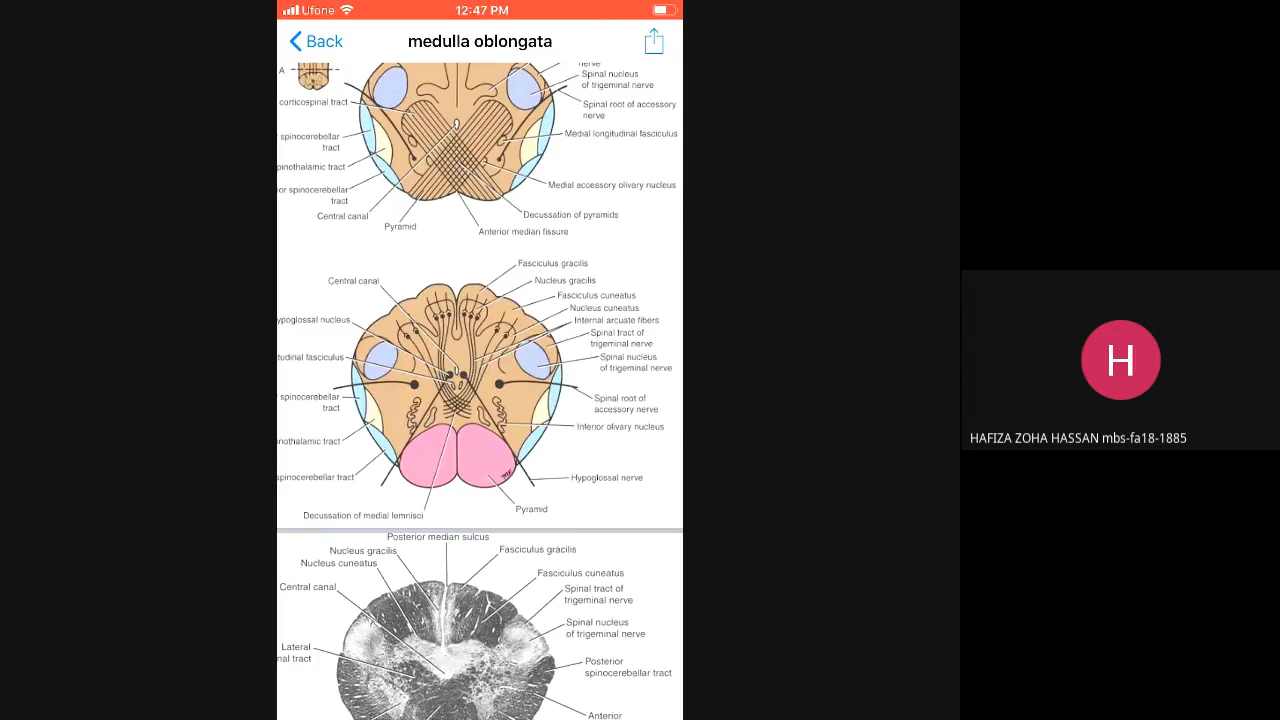 Ufone
12:47 PM
Back
medulla oblongata
A
nerve
Spinal nucleus
of trigeminal nerve
corticospinal tract
Spinal root of accessory
nerve
spinocerebellar
tract
Medial longitudinal fasciculus
inothalamic tract
Medial accessory olivary nucleus
or spinocerebellar
tract
Central canal
Decussation of pyramids
Pyramid
Anterior median fissure
Fasciculus gracilis
Central canal
Nucleus gracilis
Fasciculus cuneatus
Nucleus cuneatus
ypoglossal nucleus
Internal arcuate fibers
Spinal tract of
trigeminal nerve
tudinal fasciculus
Spinal nucleus
of trigeminal nerve
spinocerebellar
tract
Spinal root of
accessory nerve
Inferior olivary nucleus
nothalamic tract
spinocerebellar tract
Hypoglossal nerve
Pyramid
Decussation of medial lemnisci
Posterior median sulcus
Nucleus gracilis
Fasciculus gracilis
Nucleus cuneatus
Fasciculus cuneatus
Central canal
Spinal tract of
trigeminal nerve
Spinal nucleus
of trigeminal nerve
Lateral
nal tract
Posterior
spinocerebellar tract
Anterior
H
HAFIZA ZOHA HASSAN mbs-fa18-1885